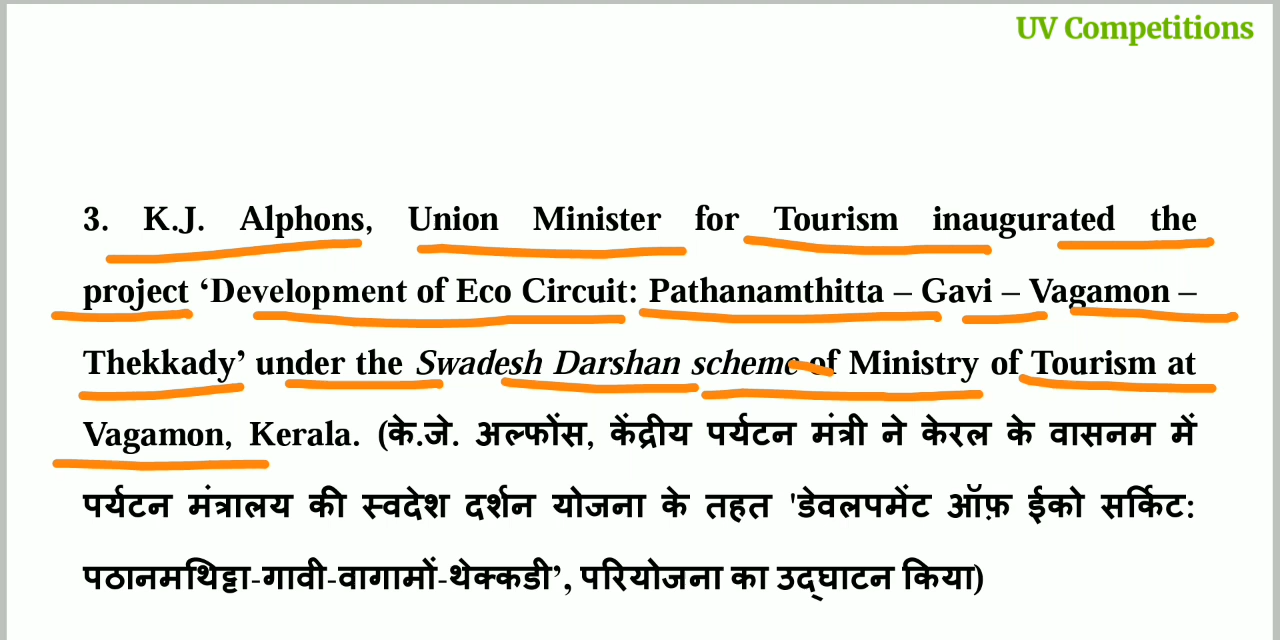 UV Competitions
3. K.J. Alphons, Union Minister for Tourism inaugurated the
project ‘Development of Eco Circuit: Pathanamthitta – Gavi – Vagamon –
Thekkady’ under the Swadesh Darshan scheme of Ministry of Tourism at
Vagamon, Kerala. (के.जे. अल्फोंस, केंद्रीय पर्यटन मंत्री ने केरल के वासनम में
पर्यटन मंत्रालय की स्वदेश दर्शन योजना के तहत 'डेवलपमेंट ऑफ़ ईको सर्किट:
पठानमथिट्टा-गावी-वागामों-थेक्कडी’, परियोजना का उद्घाटन किया)